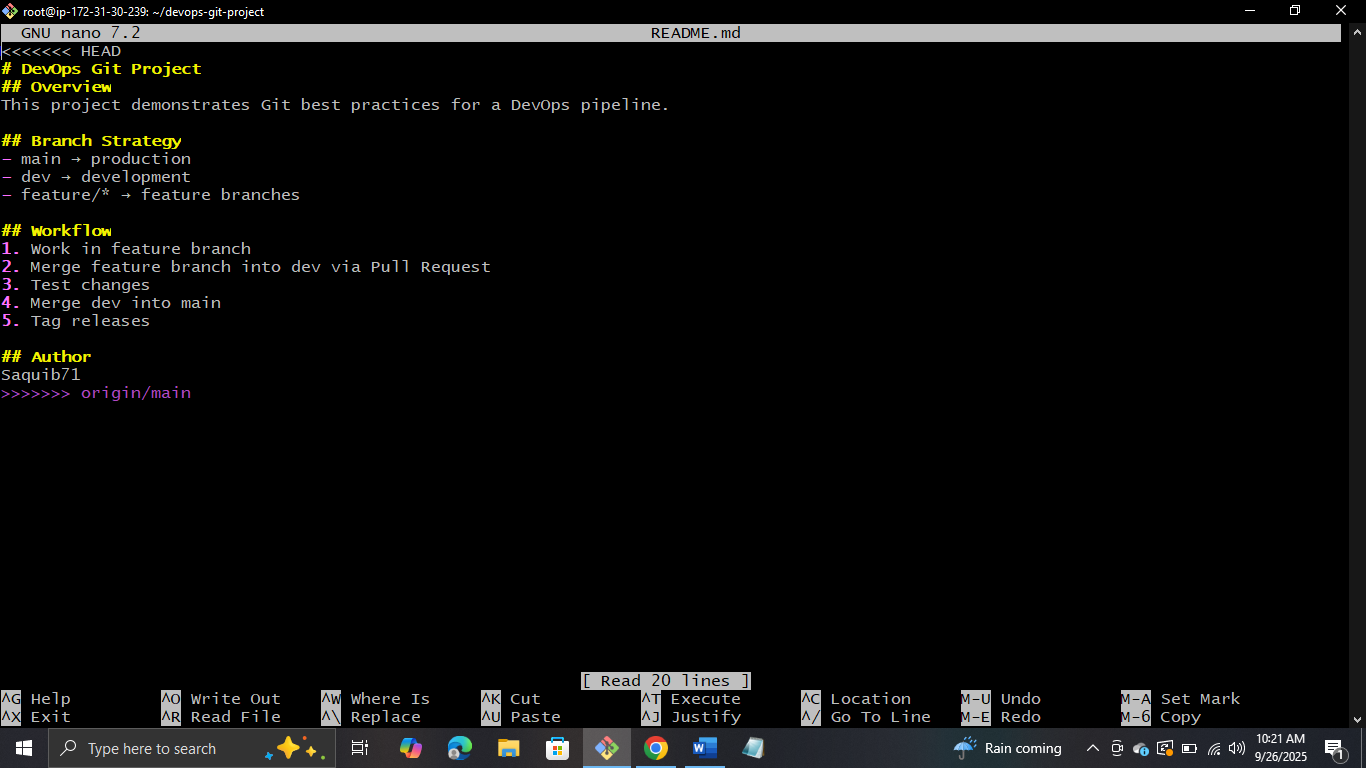 root@ip-172-31-30-239: ~/devops-git-project
GNU nano 7.2 README.md
<<<<<<< HEAD
# DevOps Git Project
## Overview
This project demonstrates Git best practices for a DevOps pipeline.
## Branch Strategy
- main → production
- dev → development
- feature/* → feature branches
## Workflow
1. Work in feature branch
2. Merge feature branch into dev via Pull Request
3. Test changes
4. Merge dev into main
5. Tag releases
## Author
Saquib71
>>>>>>> origin/main
[ Read 20 lines ]
^G Help ^O Write Out ^W Where Is ^K Cut ^T Execute ^C Location M-U Undo M-A Set Mark
^X Exit ^R Read File ^\ Replace ^U Paste ^J Justify ^/ Go To Line M-E Redo M-6 Copy
Type here to search
Rain coming
10:21 AM
9/26/2025
1